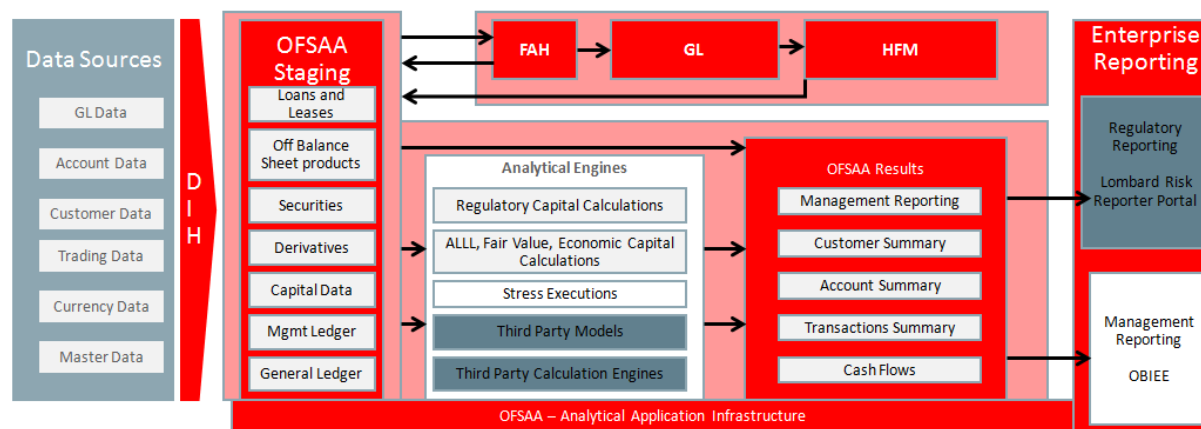 Data Sources
GL Data
Account Data
Customer Data
Trading Data
Currency Data
Master Data
D
I
H
OFSAA
Staging
Loans and
Leases
Off Balance
Sheet products
Securities
Derivatives
Capital Data
Mgmt Ledger
General Ledger
FAH
GL
HFM
Analytical Engines
Regulatory Capital Calculations
ALLL, Fair Value, Economic Capital
Calculations
Stress Executions
Third Party Models
Third Party Calculation Engines
OFSAA Results
Management Reporting
Customer Summary
Account Summary
Transactions Summary
Cash Flows
Enterprise
Reporting
Regulatory
Reporting
Lombard Risk
Reporter Portal
Management
Reporting
OBIEE
OFSAA – Analytical Application Infrastructure